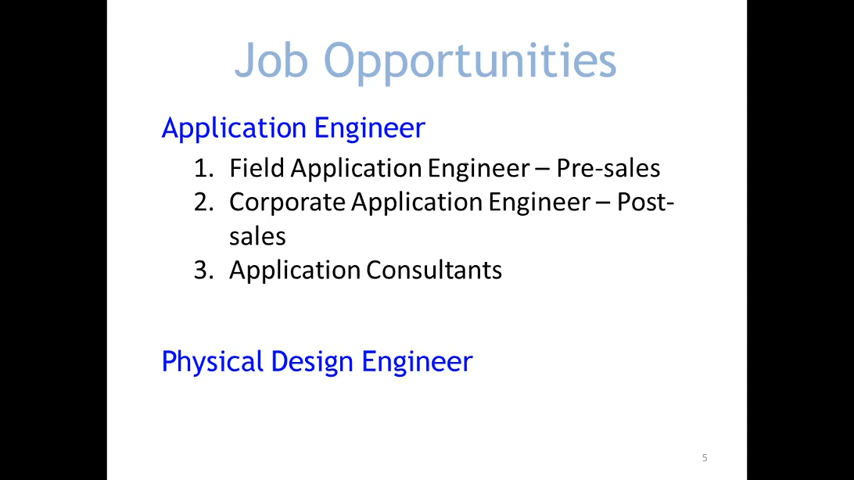 Job Opportunities
Application Engineer
1. Field Application Engineer – Pre-sales
2. Corporate Application Engineer – Post-
sales
3. Application Consultants
Physical Design Engineer
5